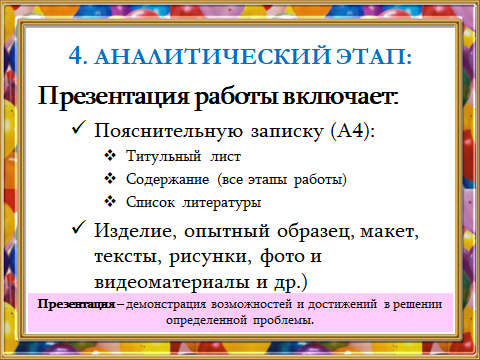 4. АНАЛИТИЧЕСКИЙ ЭТАП:
Презентация работы включает:
✓ Пояснительную записку (А4):
❖ Титульный лист
❖ Содержание (все этапы работы)
❖ Список литературы
✓ Изделие, опытный образец, макет,
тексты, рисунки, фото и
видеоматериалы и др.)
Презентация – демонстрация возможностей и достижений в решении
определенной проблемы.